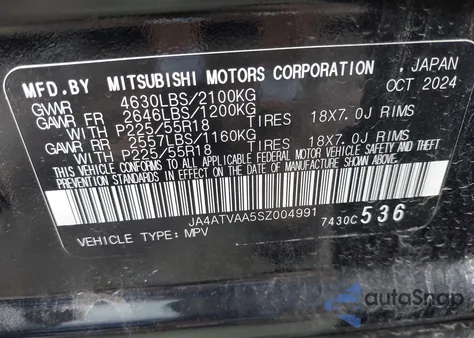 MFD.BY MITSUBISHI MOTORS CORPORATION, JAPAN
GVWR 4630LBS/2100KG OCT 2024
GAWR FR 2646LBS/1200KG
WITH P225/55R18 TIRES 18X7.0J RIMS
GAWR RR 2557LBS/1160KG
WITH P225/55R18 TIRES 18X7.0J RIMS
THIS VEHICLE CONFORMS TO ALL APPLICABLE FEDERAL MOTOR VEHICLE SAFETY AND THEFT
PREVENTION STANDARDS IN EFFECT ON THE DATE OF MANUFACTURE SHOWN ABOVE.
JA4ATVAA5SZ004991
VEHICLE TYPE: MPV 7430C536
autoSnap